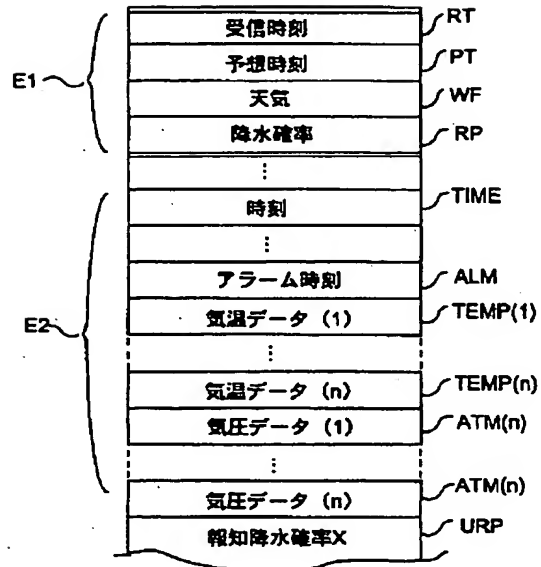 受信時刻 RT
予想時刻 PT
E1
天気 WF
降水確率 RP
⋮
時刻 TIME
⋮
アラーム時刻 ALM
気温データ (1) TEMP(1)
E2
⋮
気温データ (n) TEMP(n)
気圧データ (1) ATM(n)
⋮
気圧データ (n) ATM(n)
報知降水確率X URP